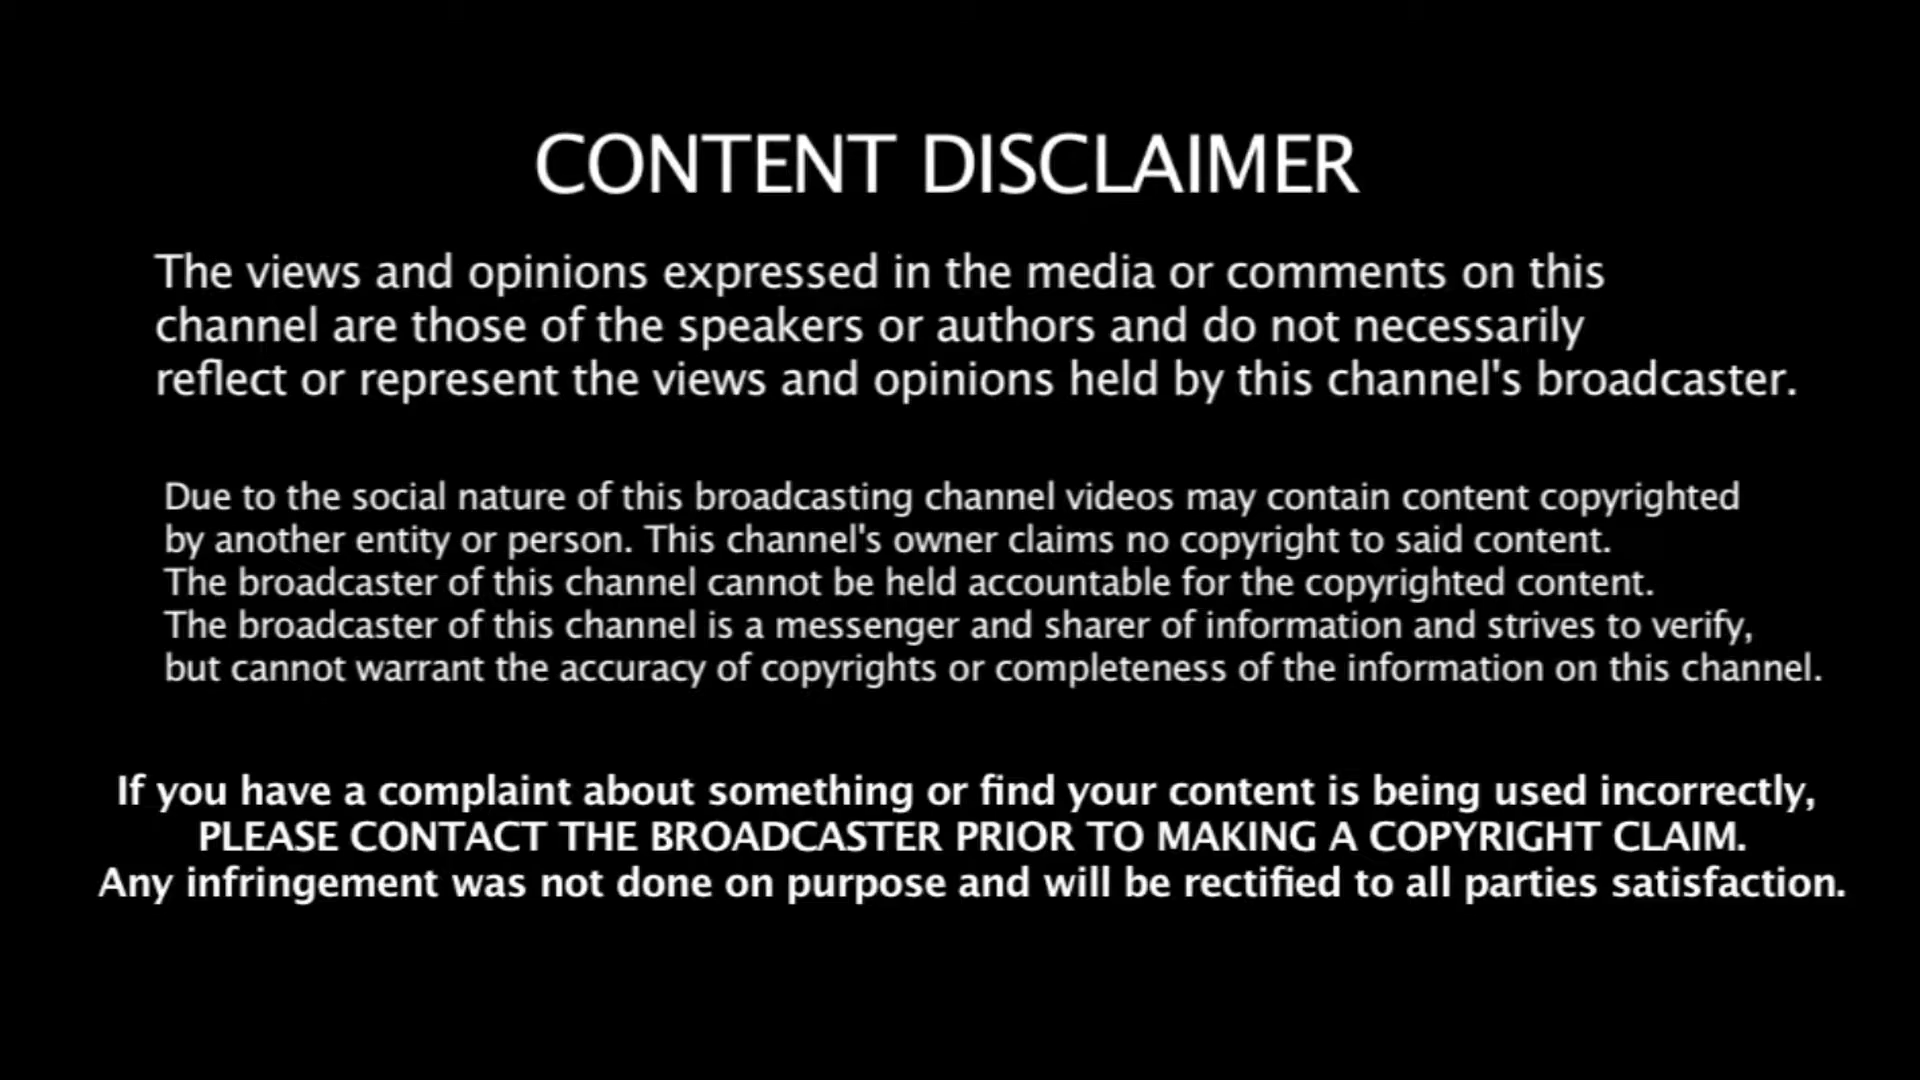 CONTENT DISCLAIMER
The views and opinions expressed in the media or comments on this
channel are those of the speakers or authors and do not necessarily
reflect or represent the views and opinions held by this channel's broadcaster.
Due to the social nature of this broadcasting channel videos may contain content copyrighted
by another entity or person. This channel's owner claims no copyright to said content.
The broadcaster of this channel cannot be held accountable for the copyrighted content.
The broadcaster of this channel is a messenger and sharer of information and strives to verify,
but cannot warrant the accuracy of copyrights or completeness of the information on this channel.
If you have a complaint about something or find your content is being used incorrectly,
PLEASE CONTACT THE BROADCASTER PRIOR TO MAKING A COPYRIGHT CLAIM.
Any infringement was not done on purpose and will be rectified to all parties satisfaction.